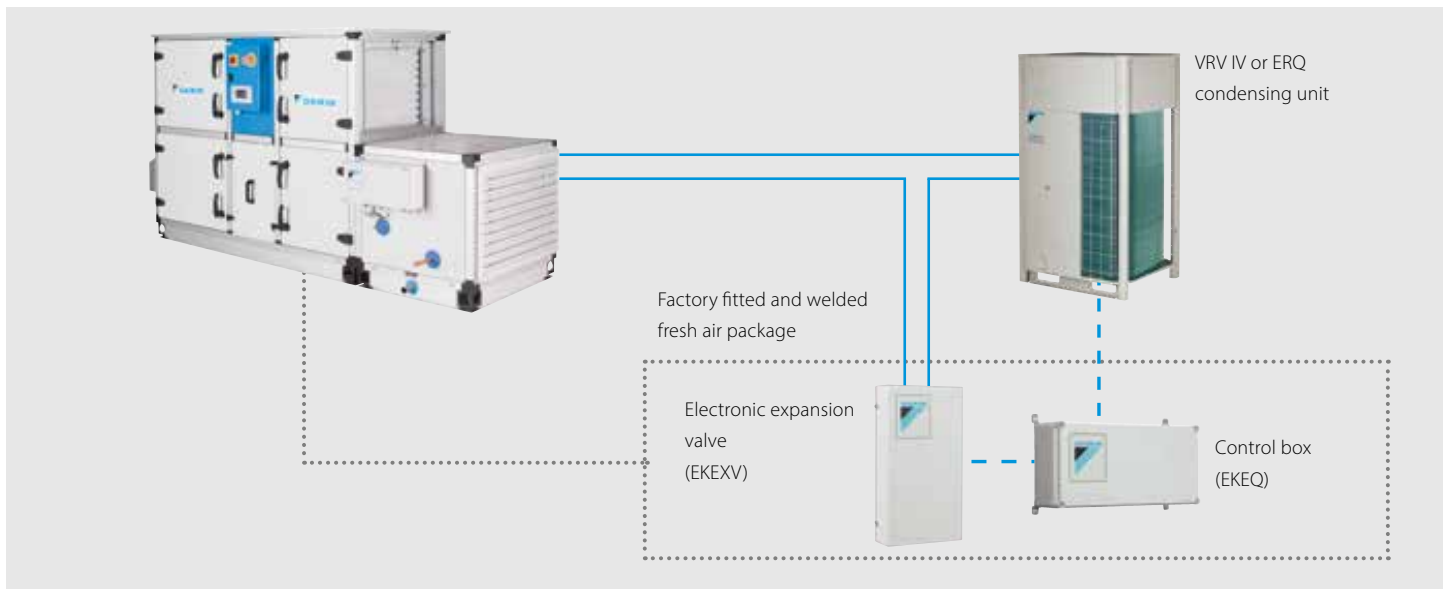 VRV IV or ERQ
condensing unit
Factory fitted and welded
fresh air package
Electronic expansion
valve
(EKEXV)
Control box
(EKEQ)